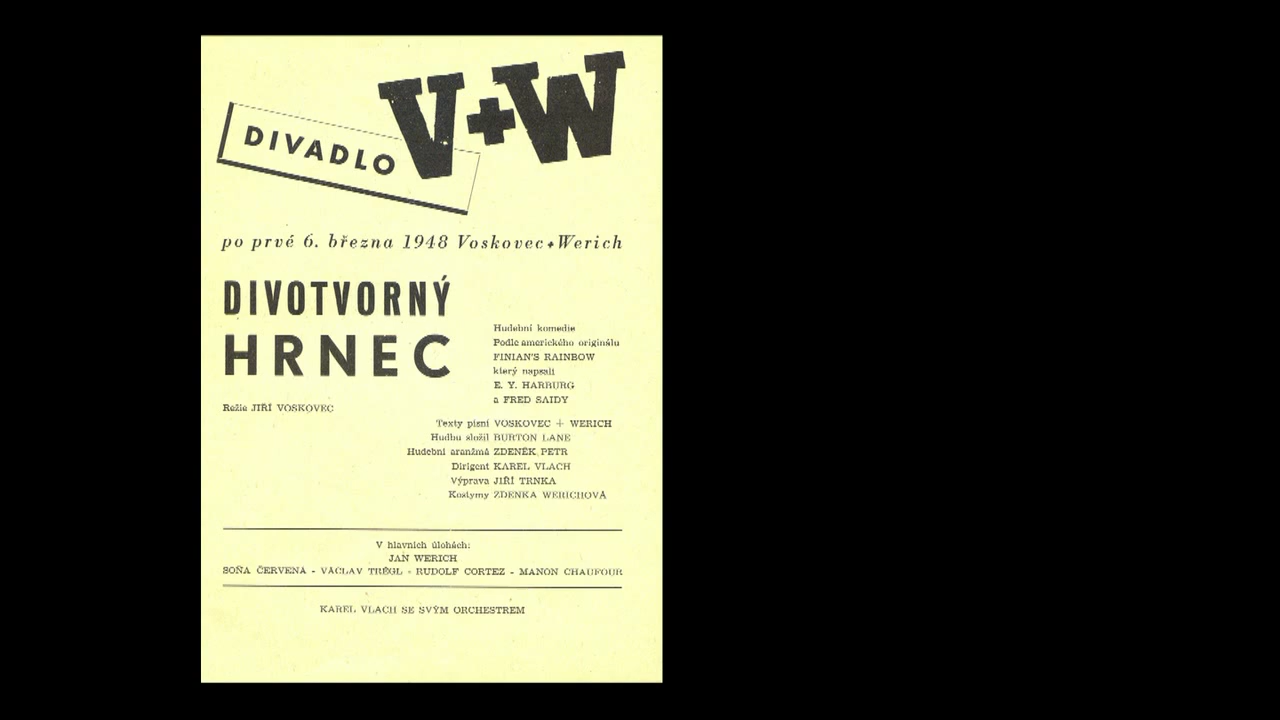 DIVADLO V+W
po prvé 6. března 1948 Voskovec+Werich
DIVOTVORNÝ
HRNEC
Hudební komedie
Podle amerického originálu
FINIAN'S RAINBOW
který napsali
E. Y. HARBURG
a FRED SAIDY
Režie JIŘÍ VOSKOVEC
Texty písní VOSKOVEC + WERICH
Hudbu složil BURTON LANE
Hudební aranžmá ZDENĚK PETR
Dirigent KAREL VLACH
Výprava JIŘÍ TRNKA
Kostymy ZDENKA WERICHOVÁ
V hlavních úlohách:
JAN WERICH
SOŇA ČERVENÁ - VÁCLAV TRÉGL - RUDOLF CORTEZ - MANON CHAUFOUR
KAREL VLACH SE SVÝM ORCHESTREM